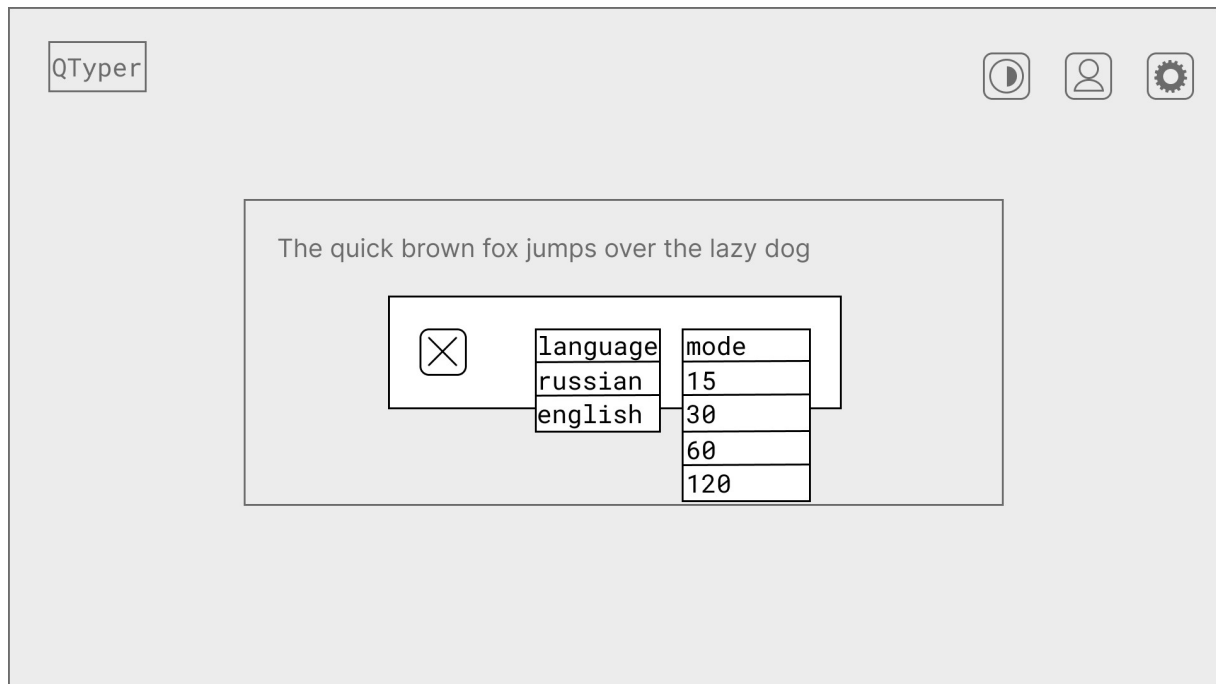 QTyper
The quick brown fox jumps over the lazy dog
language
russian
english
mode
15
30
60
120